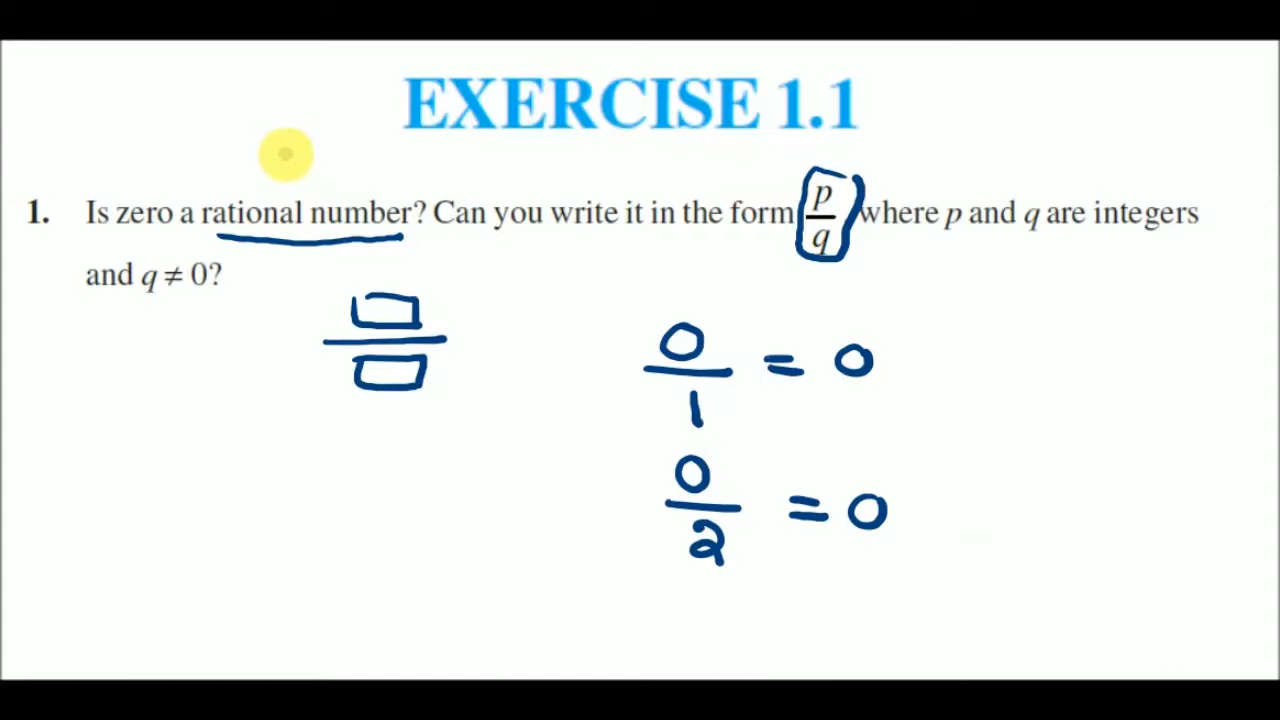 EXERCISE 1.1
1. Is zero a rational number? Can you write it in the form p/q, where p and q are integers
and q ≠ 0?
0/1 = 0
0/2 = 0